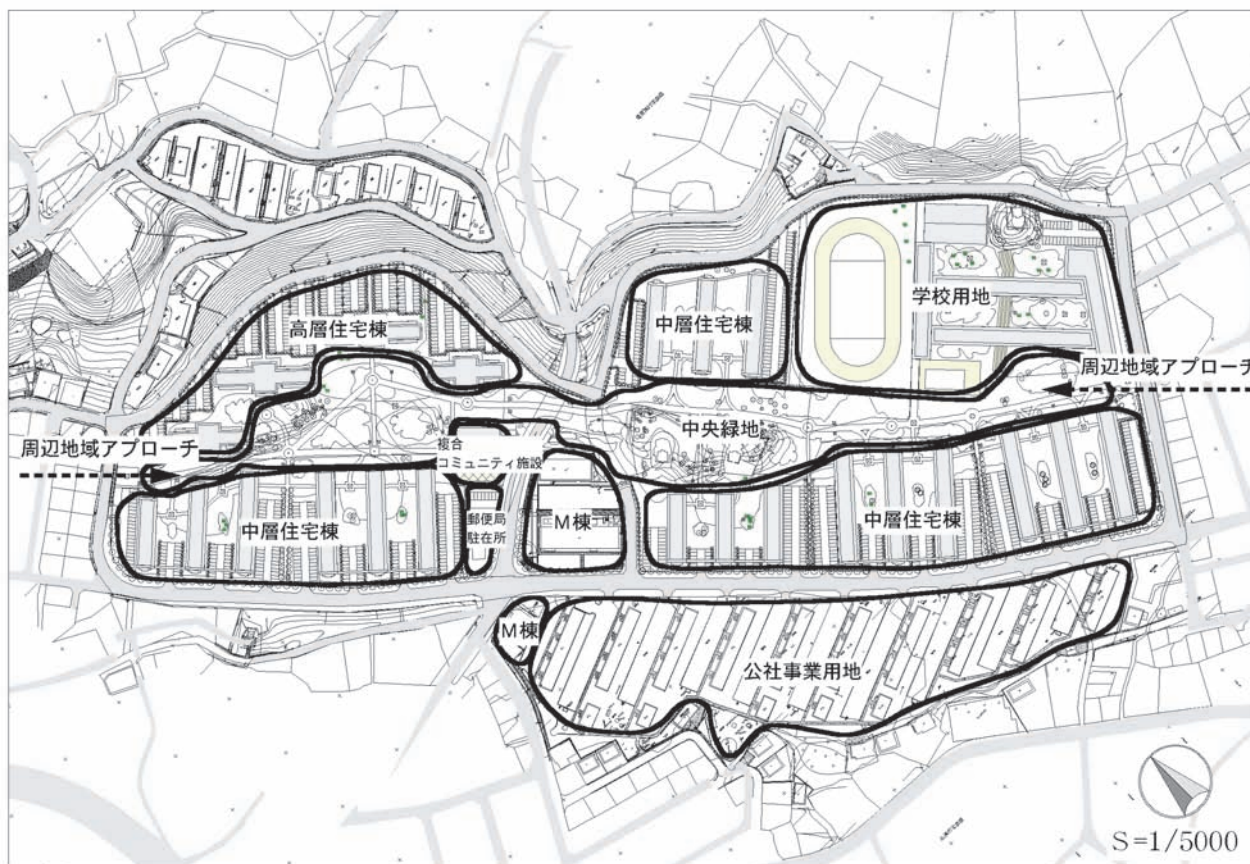 学校用地
高層住宅棟
中層住宅棟
周辺地域アプローチ
中央緑地
周辺地域アプローチ
複合
コミュニティ施設
中層住宅棟
郵便局
駐在所
M棟
中層住宅棟
M棟
公社事業用地
S=1/5000